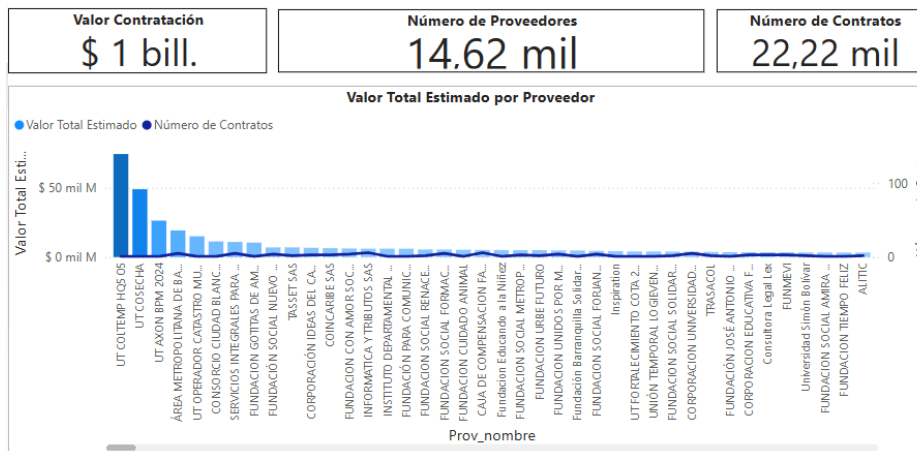 Valor Contratación
$ 1 bill.
Número de Proveedores
14,62 mil
Número de Contratos
22,22 mil
Valor Total Estimado por Proveedor
Valor Total Estimado
Número de Contratos
Valor Total Esti...
$ 50 mil M
$ 0 mil M
100
0
UT COLTEMP HQ5 05
UT COSECHA
UT AXON BPM 2024
ÁREA METROPOLITANA DE BA...
UT OPERADOR CATASTRO MU...
CONSORCIO CIUDAD BLANC...
SERVICIOS INTEGRALES PARA ...
FUNDACION GOTITAS DE AM...
FUNDACIÓN SOCIAL NUEVO ...
TASSET SAS
CORPORACIÓN IDEAS DEL CA...
COINCARIBE SAS
FUNDACION CON AMOR SOC...
INFORMATICA Y TRIBUTOS SAS
INSTITUTO DEPARTAMENTAL ...
FUNDACIÓN PARA COMUNIC...
FUNDACION SOCIAL RENACE...
FUNDACION SOCIAL FORMAC...
FUNDACION CUIDADO ANIMAL
CAJA DE COMPENSACION FA...
Fundacion Educando la Niñez
FUNDACION SOCIAL METROP...
FUNDACION URBE FUTURO
FUNDACION UNIDOS POR M...
Fundación Barranquilla Solidar...
FUNDACION SOCIAL FORJAN...
Inspiration
UT FORTALECIMIENTO COTA 2...
UNIÓN TEMPORAL LOGIEVEN...
FUNDACION SOCIAL SOLIDAR...
CORPORACION UNIVERSIDAD...
TRASACOL
FUNDACIÓN JOSÉ ANTONIO ...
CORPORACION EDUCATIVA F...
Consultora Legal Lex
FUNMEVI
Universidad Simón Bolívar
FUNDACION SOCIAL AMIRA ...
FUNDACION TIEMPO FELIZ
ALITIC
Prov_nombre